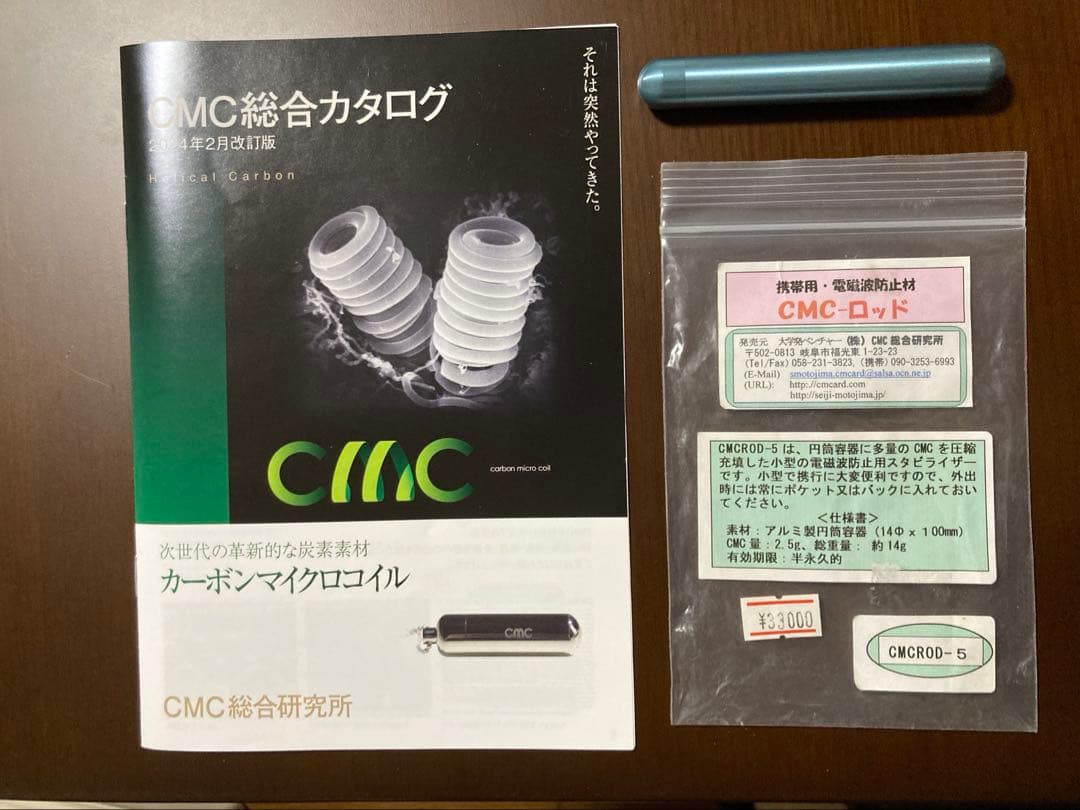 CMC総合カタログ
2024年2月改訂版
Helical Carbon
それは突然やってきた。
CMC
carbon micro coil
次世代の革新的な炭素素材
カーボンマイクロコイル
CMC
CMC総合研究所
携帯用・電磁波防止材
CMC-ロッド
発売元 大学発ベンチャー (株) CMC総合研究所
〒502-0813 岐阜市福光東 1-23-23
(Tel/Fax) 058-231-3823, (携帯) 090-3253-6993
(E-Mail) smotojima.cmcard@salsa.ocn.ne.jp
(URL): http://cmcard.com
http://seiji-motojima.jp/
CMCROD-5 は、円筒容器に多量の CMC を圧縮
充填した小型の電磁波防止用スタビライザー
です。小型で携行に大変便利ですので、外出
時には常にポケット又はバックに入れておい
てください。
＜仕様書＞
素材：アルミ製円筒容器（14Φ x 100mm）
CMC 量：2.5g、総重量： 約14g
有効期限：半永久的
¥33000
CMCROD-5